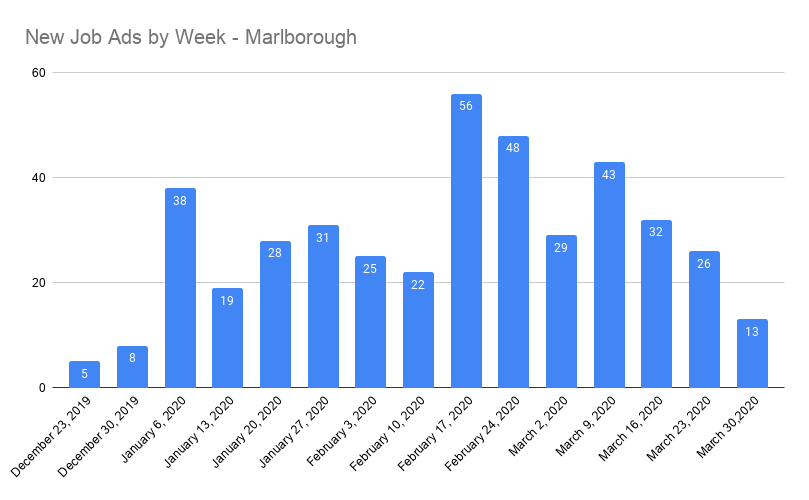 New Job Ads by Week - Marlborough
60
40
20
0
5
8
38
19
28
31
25
22
56
48
29
43
32
26
13
December 23, 2019
December 30, 2019
January 6, 2020
January 13, 2020
January 20, 2020
January 27, 2020
February 3, 2020
February 10, 2020
February 17, 2020
February 24, 2020
March 2, 2020
March 9, 2020
March 16, 2020
March 23, 2020
March 30,2020